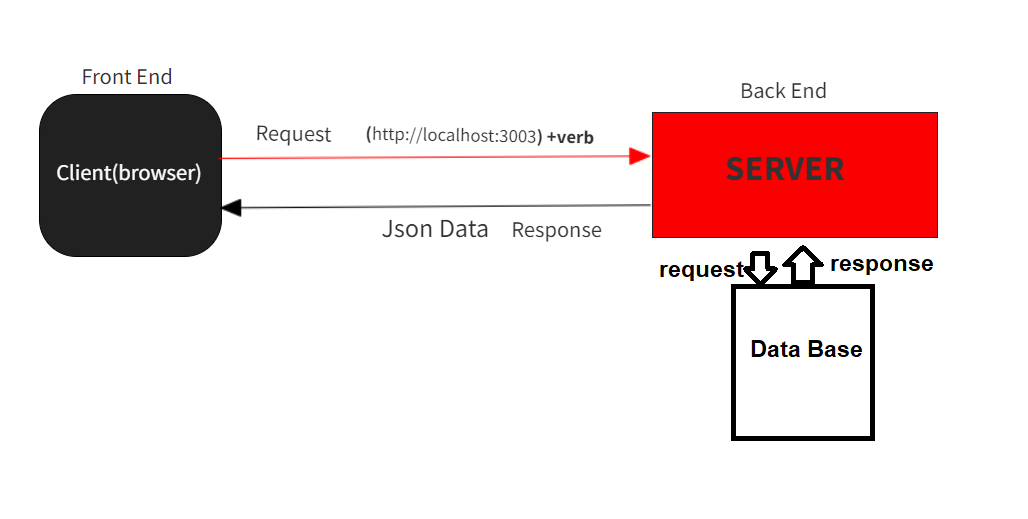 Front End
Back End
Request (http://localhost:3003) +verb
Client(browser)
SERVER
Json Data Response
request
response
Data Base